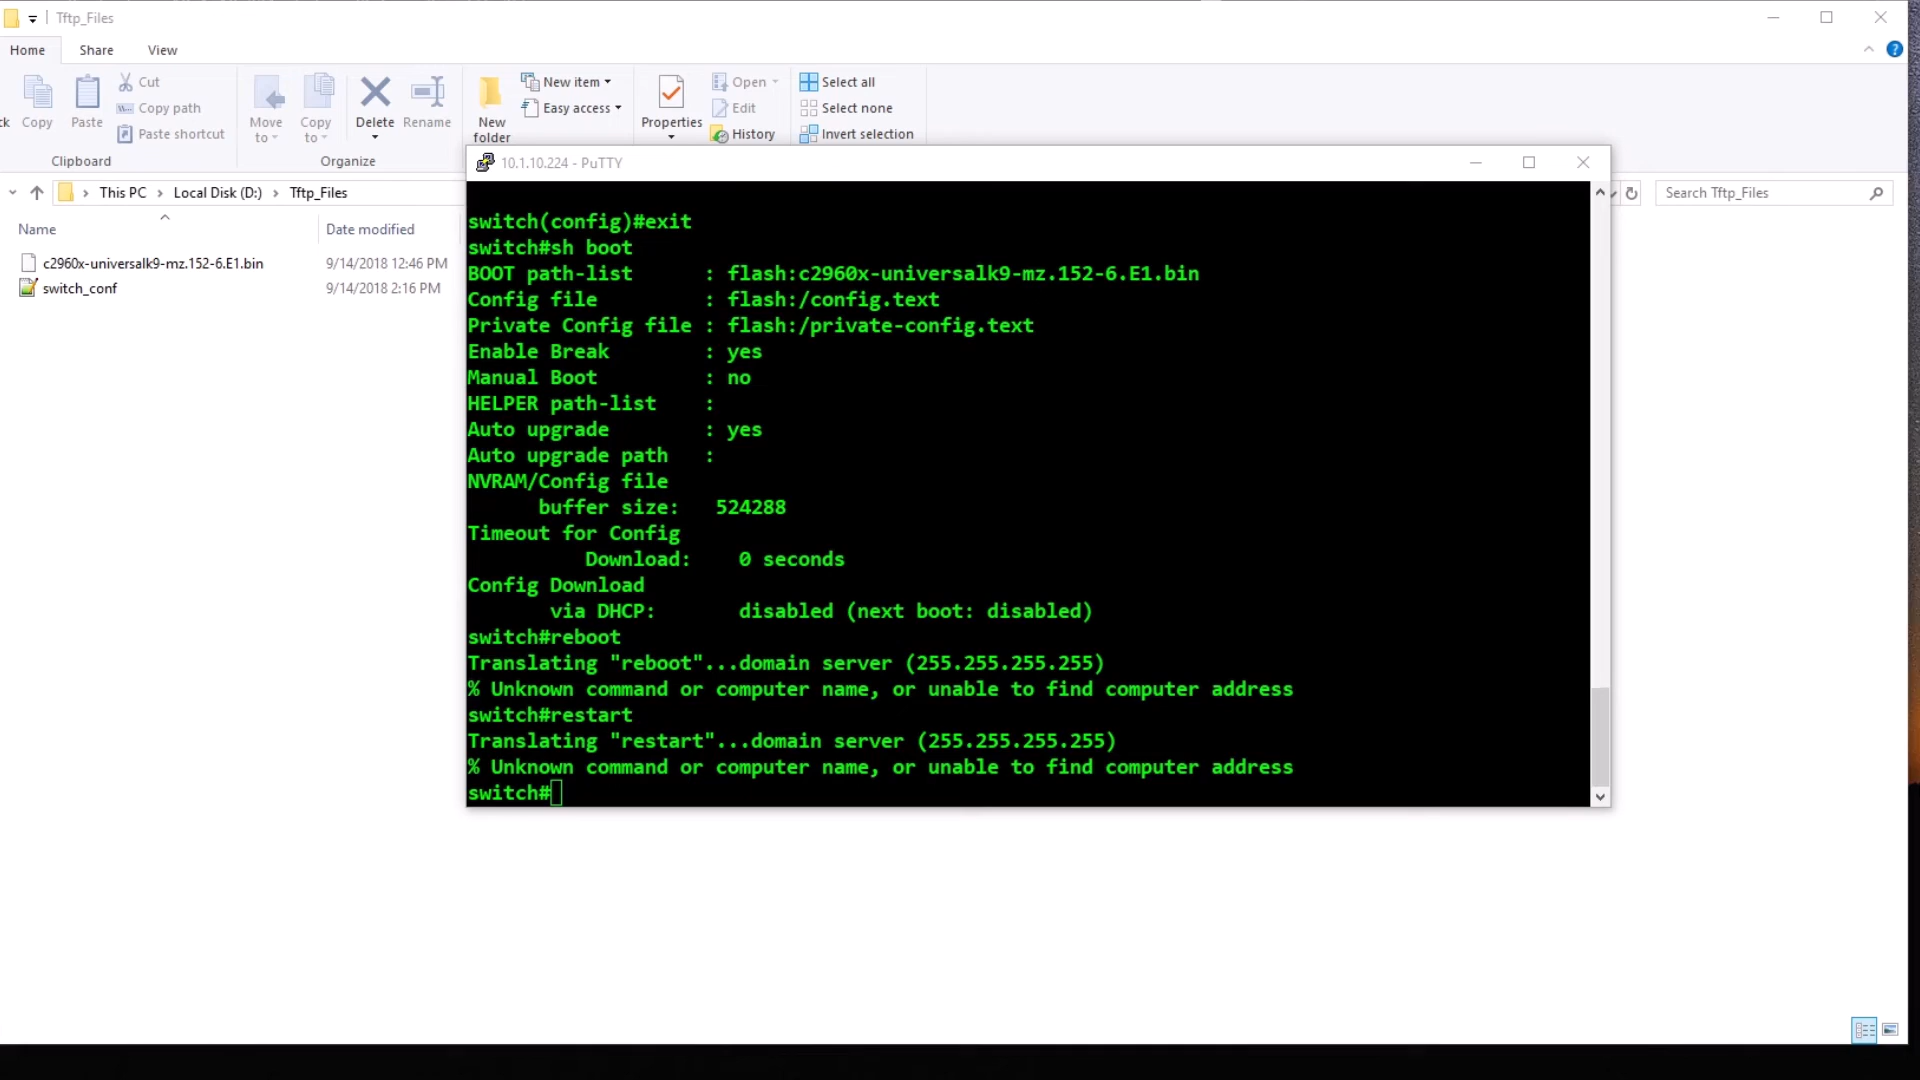 Tftp_Files
Home Share View
Cut
Copy path
Paste shortcut
ck Copy Paste
Clipboard
Move to
Copy to
Delete
Rename
Organize
New folder
New item
Easy access
Properties
Open
Edit
History
Select all
Select none
Invert selection
This PC > Local Disk (D:) > Tftp_Files
Search Tftp_Files
Name Date modified
c2960x-universalk9-mz.152-6.E1.bin 9/14/2018 12:46 PM
switch_conf 9/14/2018 2:16 PM
10.1.10.224 - PuTTY
switch(config)#exit
switch#sh boot
BOOT path-list : flash:c2960x-universalk9-mz.152-6.E1.bin
Config file : flash:/config.text
Private Config file : flash:/private-config.text
Enable Break : yes
Manual Boot : no
HELPER path-list :
Auto upgrade : yes
Auto upgrade path :
NVRAM/Config file
buffer size: 524288
Timeout for Config
Download: 0 seconds
Config Download
via DHCP: disabled (next boot: disabled)
switch#reboot
Translating "reboot"...domain server (255.255.255.255)
% Unknown command or computer name, or unable to find computer address
switch#restart
Translating "restart"...domain server (255.255.255.255)
% Unknown command or computer name, or unable to find computer address
switch#